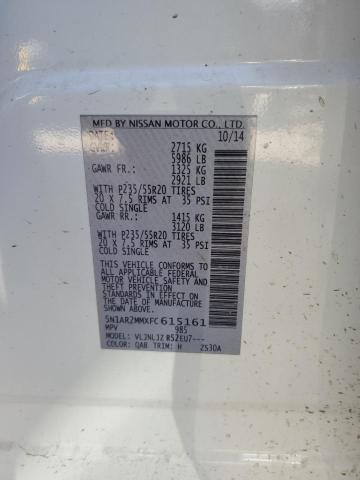 MFD BY NISSAN MOTOR CO., LTD.
DATE: 10/14
GVWR: 2715 KG
5986 LB
GAWR FR.: 1325 KG
2921 LB
WITH P235/55R20 TIRES
20 X 7.5 RIMS AT 35 PSI
COLD SINGLE
GAWR RR.: 1415 KG
3120 LB
WITH P235/55R20 TIRES
20 X 7.5 RIMS AT 35 PSI
COLD SINGLE
THIS VEHICLE CONFORMS TO
ALL APPLICABLE FEDERAL
MOTOR VEHICLE SAFETY
AND THEFT PREVENTION
STANDARDS IN EFFECT ON
THE DATE OF MANUFACTURE
SHOWN ABOVE.
5N1AR2MMXFC615161
MPV 985
MODEL: VLJNLJZ R52EU7---
COLOR: QAB TRIM: H 2S30A